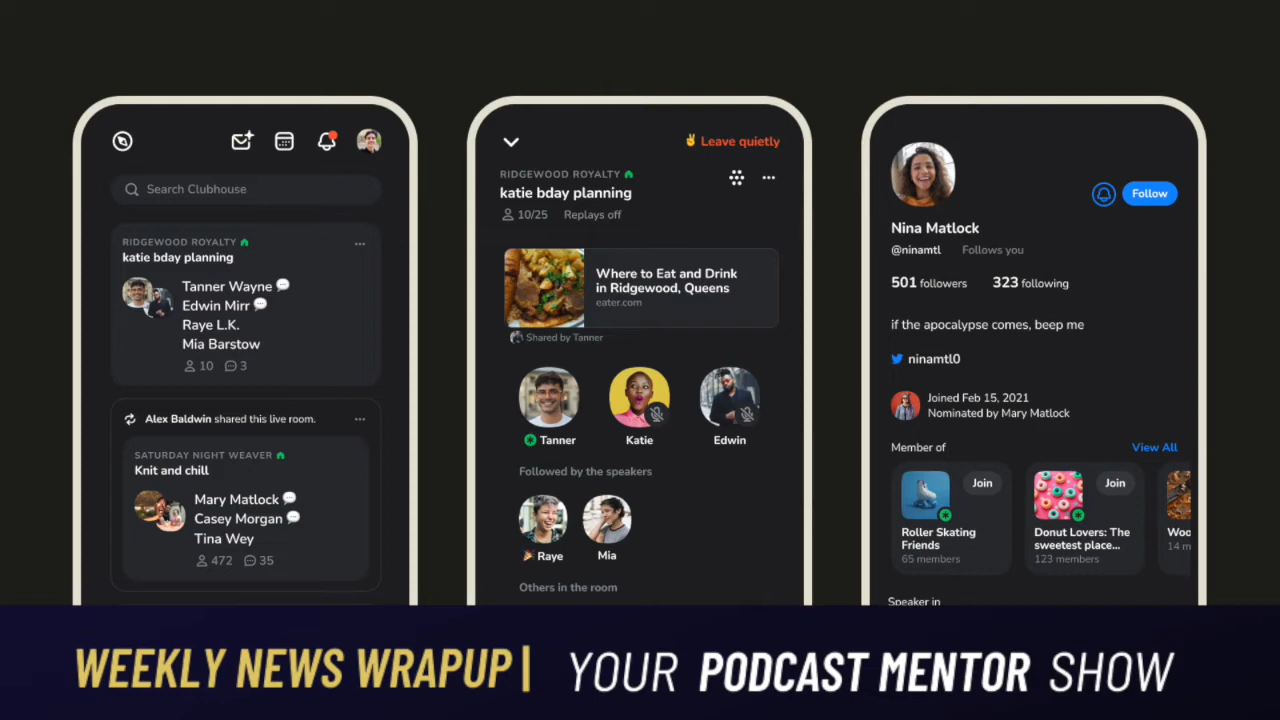 Search Clubhouse
RIDGEWOOD ROYALTY
katie bday planning
Tanner Wayne
Edwin Mirr
Raye L.K.
Mia Barstow
10 3
Alex Baldwin shared this live room.
SATURDAY NIGHT WEAVER
Knit and chill
Mary Matlock
Casey Morgan
Tina Wey
472 35
Leave quietly
RIDGEWOOD ROYALTY
katie bday planning
10/25 Replays off
Where to Eat and Drink
in Ridgewood, Queens
eater.com
Shared by Tanner
Tanner Katie Edwin
Followed by the speakers
Raye Mia
Others in the room
Follow
Nina Matlock
@ninamtl Follows you
501 followers 323 following
if the apocalypse comes, beep me
ninamtl0
Joined Feb 15, 2021
Nominated by Mary Matlock
Member of View All
Join Join
Roller Skating
Friends
65 members
Donut Lovers: The
sweetest place...
123 members
Woo
14 m
Speaker in
WEEKLY NEWS WRAPUP| YOUR PODCAST MENTOR SHOW